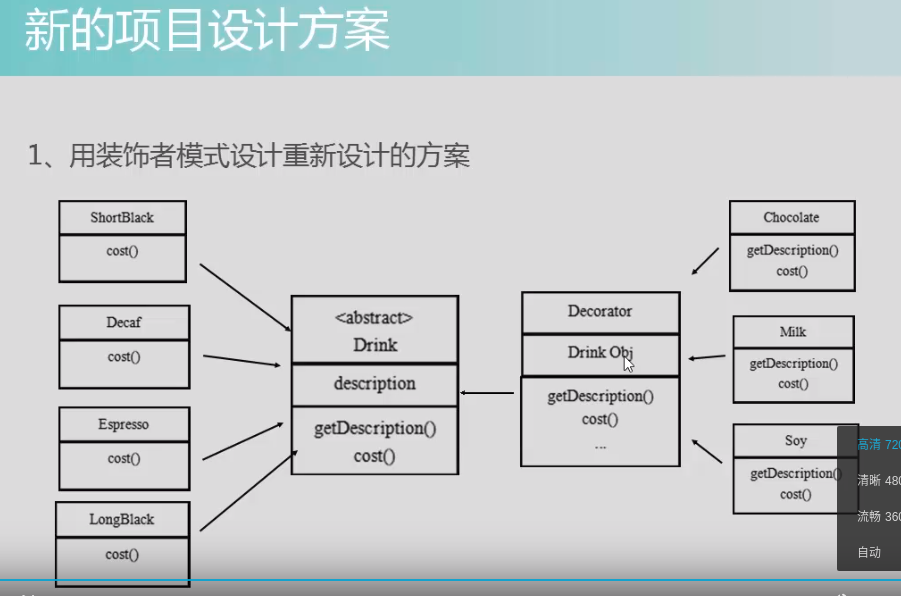 新的项目设计方案
1、用装饰者模式设计重新设计的方案
ShortBlack
cost()
Decaf
cost()
Espresso
cost()
LongBlack
cost()
<abstract>
Drink
description
getDescription()
cost()
Decorator
Drink Obj
getDescription()
cost()
...
Chocolate
getDescription()
cost()
Milk
getDescription()
cost()
Soy
getDescription()
cost()
高清 720
清晰 480
流畅 360
自动